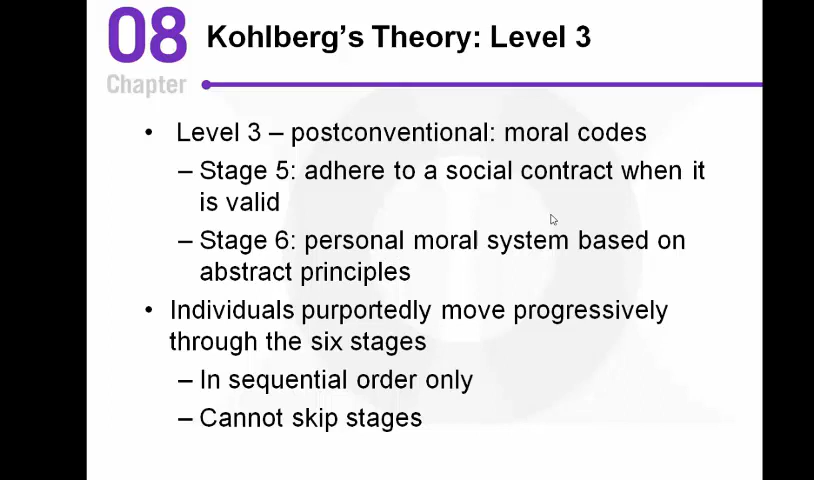 08
Chapter
Kohlberg's Theory: Level 3
• Level 3 – postconventional: moral codes
– Stage 5: adhere to a social contract when it
is valid
– Stage 6: personal moral system based on
abstract principles
• Individuals purportedly move progressively
through the six stages
– In sequential order only
– Cannot skip stages